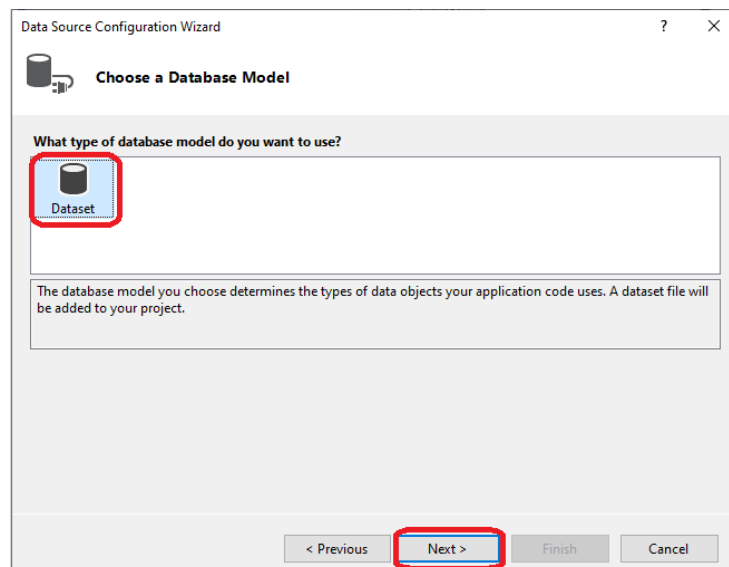 Data Source Configuration Wizard
?
Choose a Database Model
What type of database model do you want to use?
Dataset
The database model you choose determines the types of data objects your application code uses. A dataset file will
be added to your project.
< Previous
Next >
Finish
Cancel